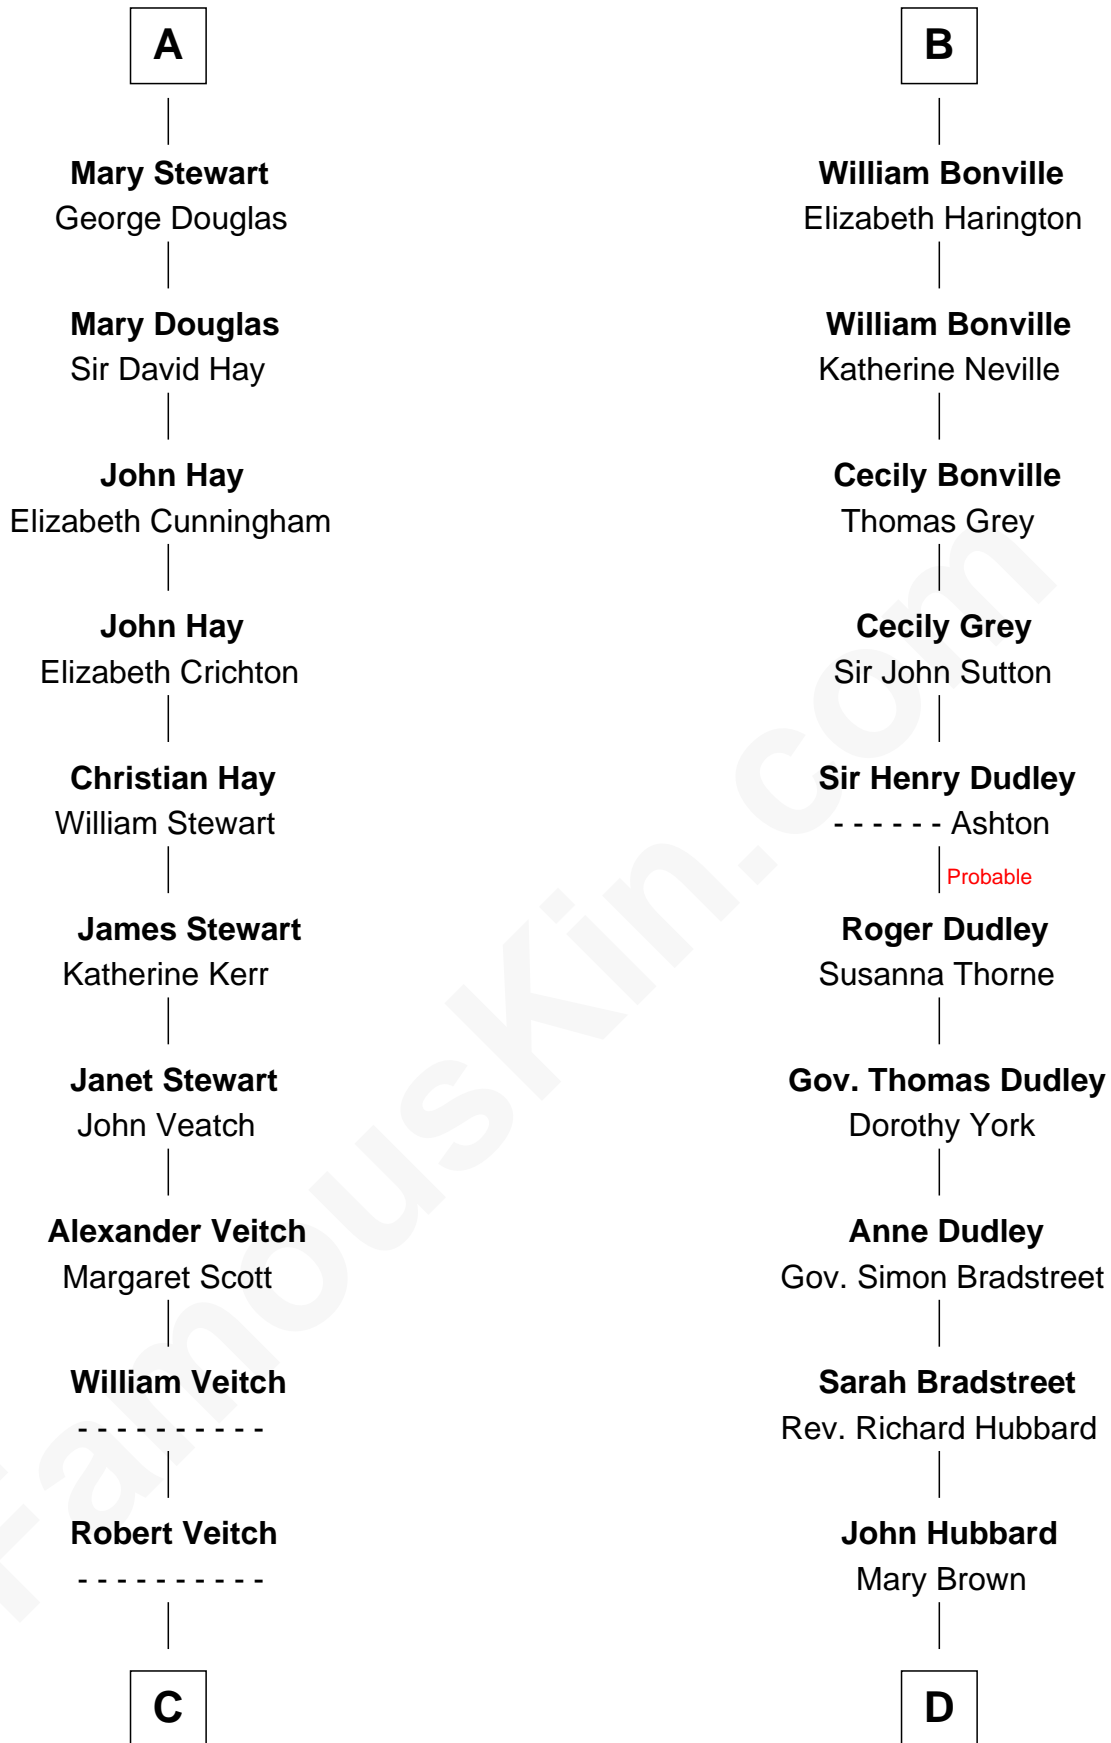 A
Mary Stewart
George Douglas
Mary Douglas
Sir David Hay
John Hay
Elizabeth Cunningham
John Hay
Elizabeth Crichton
Christian Hay
William Stewart
James Stewart
Katherine Kerr
Janet Stewart
John Veatch
Alexander Veitch
Margaret Scott
William Veitch
- - - - - - - - - -
Robert Veitch
- - - - - - - - - -
C
B
William Bonville
Elizabeth Harington
William Bonville
Katherine Neville
Cecily Bonville
Thomas Grey
Cecily Grey
Sir John Sutton
Sir Henry Dudley
- - - - - - Ashton
Probable
Roger Dudley
Susanna Thorne
Gov. Thomas Dudley
Dorothy York
Anne Dudley
Gov. Simon Bradstreet
Sarah Bradstreet
Rev. Richard Hubbard
John Hubbard
Mary Brown
D
FamousKin.com